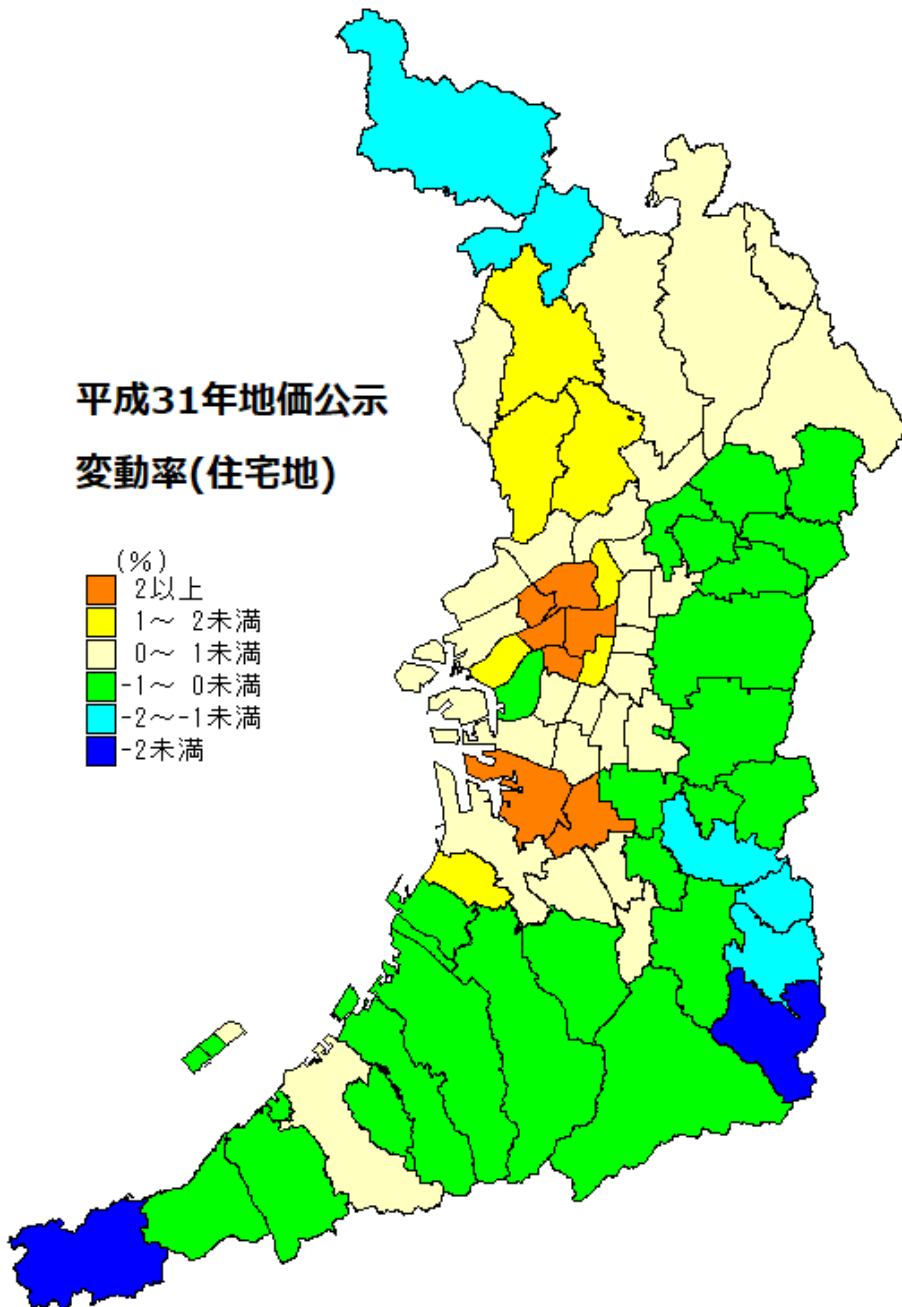 平成31年地価公示
変動率(住宅地)
(%)
2以上
1～ 2未満
0～ 1未満
-1～ 0未満
-2～-1未満
-2未満